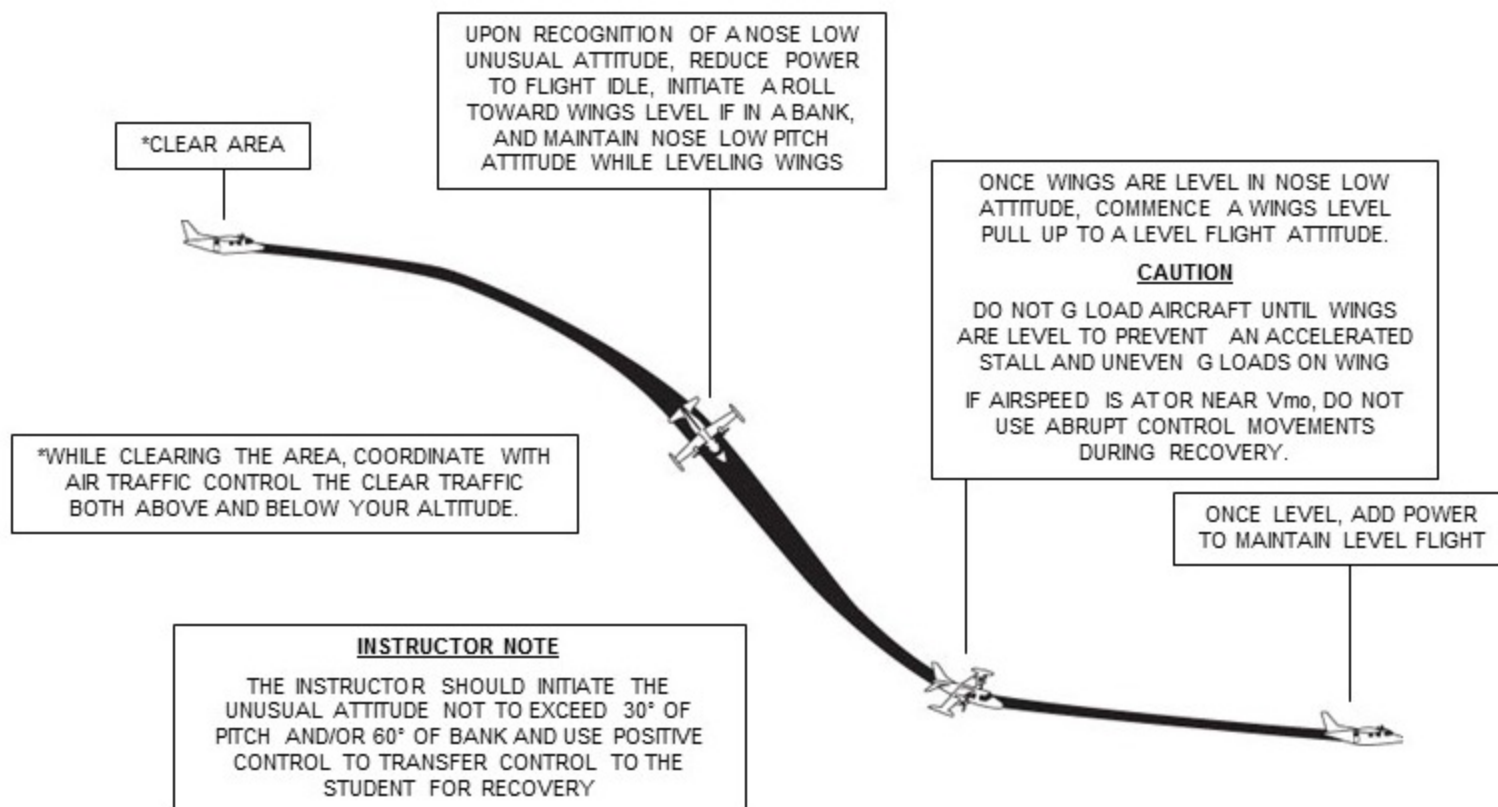 *CLEAR AREA
UPON RECOGNITION OF A NOSE LOW
UNUSUAL ATTITUDE, REDUCE POWER
TO FLIGHT IDLE, INITIATE A ROLL
TOWARD WINGS LEVEL IF IN A BANK,
AND MAINTAIN NOSE LOW PITCH
ATTITUDE WHILE LEVELING WINGS
ONCE WINGS ARE LEVEL IN NOSE LOW
ATTITUDE, COMMENCE A WINGS LEVEL
PULL UP TO A LEVEL FLIGHT ATTITUDE.
CAUTION
DO NOT G LOAD AIRCRAFT UNTIL WINGS
ARE LEVEL TO PREVENT AN ACCELERATED
STALL AND UNEVEN G LOADS ON WING
IF AIRSPEED IS AT OR NEAR Vmo, DO NOT
USE ABRUPT CONTROL MOVEMENTS
DURING RECOVERY.
*WHILE CLEARING THE AREA, COORDINATE WITH
AIR TRAFFIC CONTROL THE CLEAR TRAFFIC
BOTH ABOVE AND BELOW YOUR ALTITUDE.
ONCE LEVEL, ADD POWER
TO MAINTAIN LEVEL FLIGHT
INSTRUCTOR NOTE
THE INSTRUCTOR SHOULD INITIATE THE
UNUSUAL ATTITUDE NOT TO EXCEED 30° OF
PITCH AND/OR 60° OF BANK AND USE POSITIVE
CONTROL TO TRANSFER CONTROL TO THE
STUDENT FOR RECOVERY